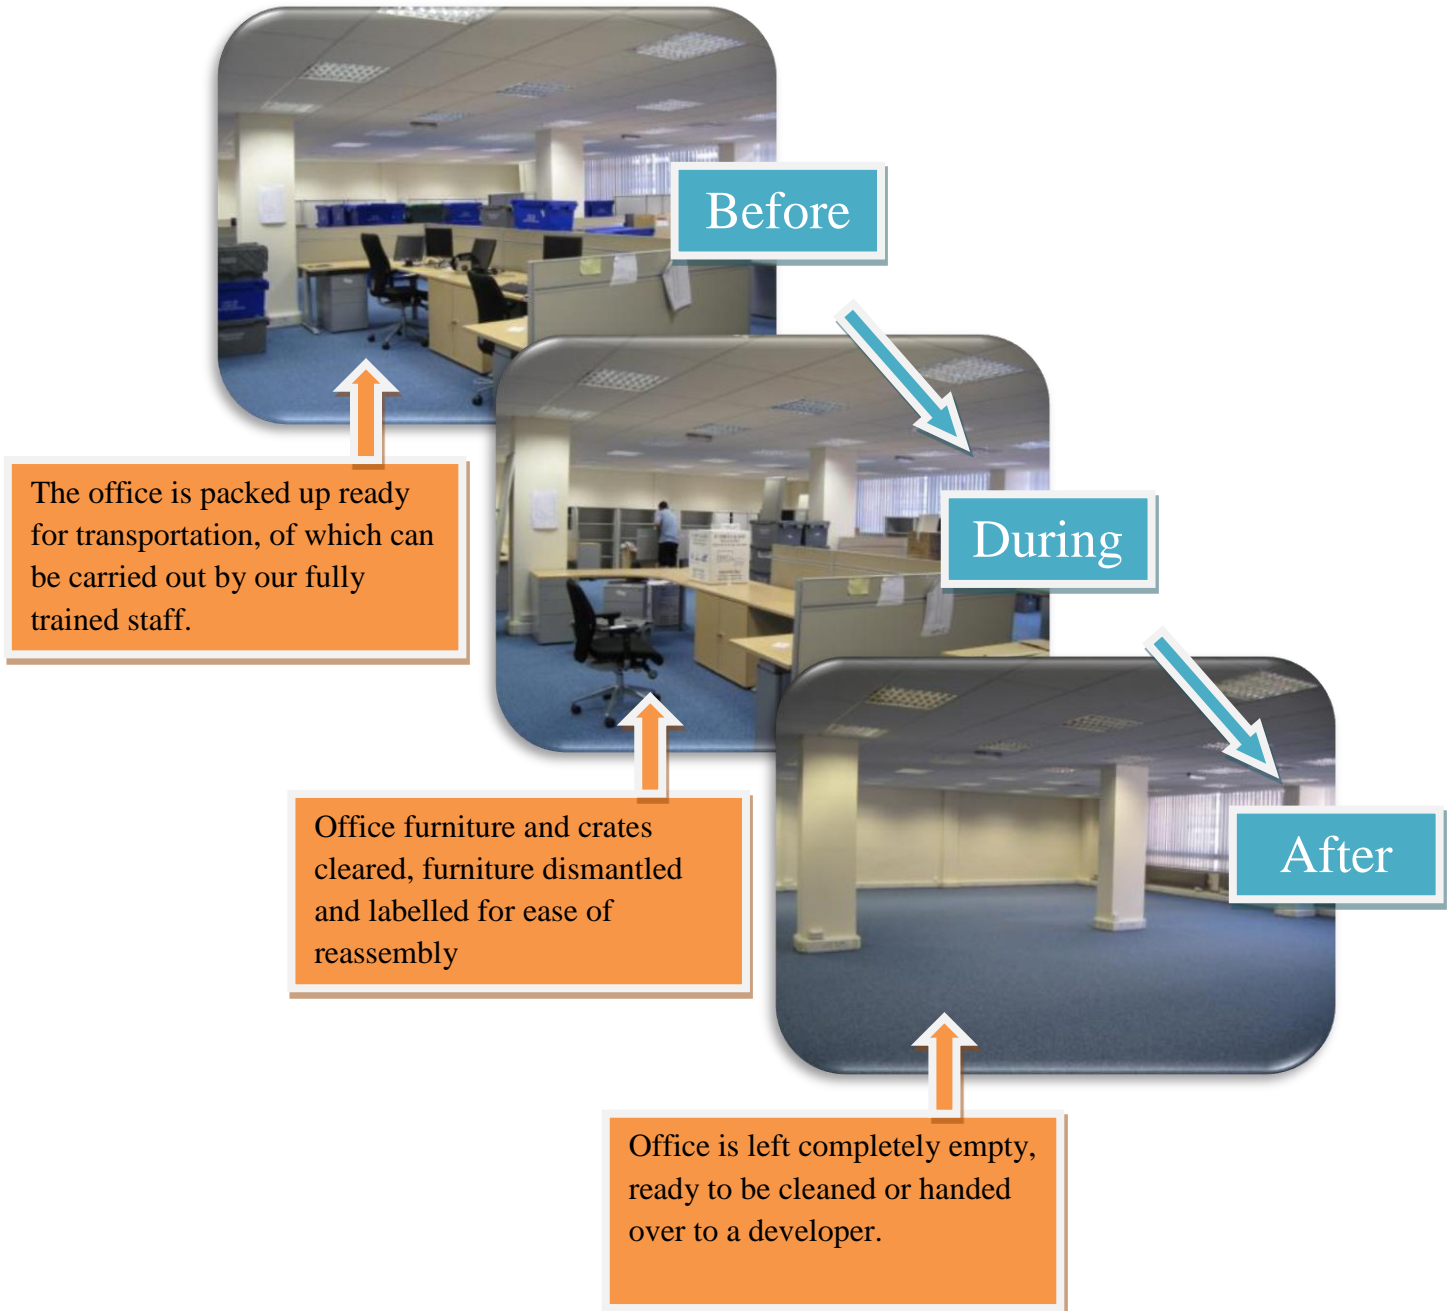 Before
The office is packed up ready
for transportation, of which can
be carried out by our fully
trained staff.
During
Office furniture and crates
cleared, furniture dismantled
and labelled for ease of
reassembly
After
Office is left completely empty,
ready to be cleaned or handed
over to a developer.